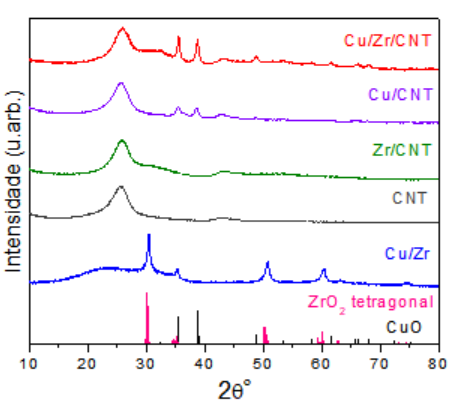 Cu/Zr/CNT
Cu/CNT
Zr/CNT
CNT
Cu/Zr
ZrO₂ tetragonal
CuO
Intensidade (u.arb.)
10 20 30 40 50 60 70 80
2θ°